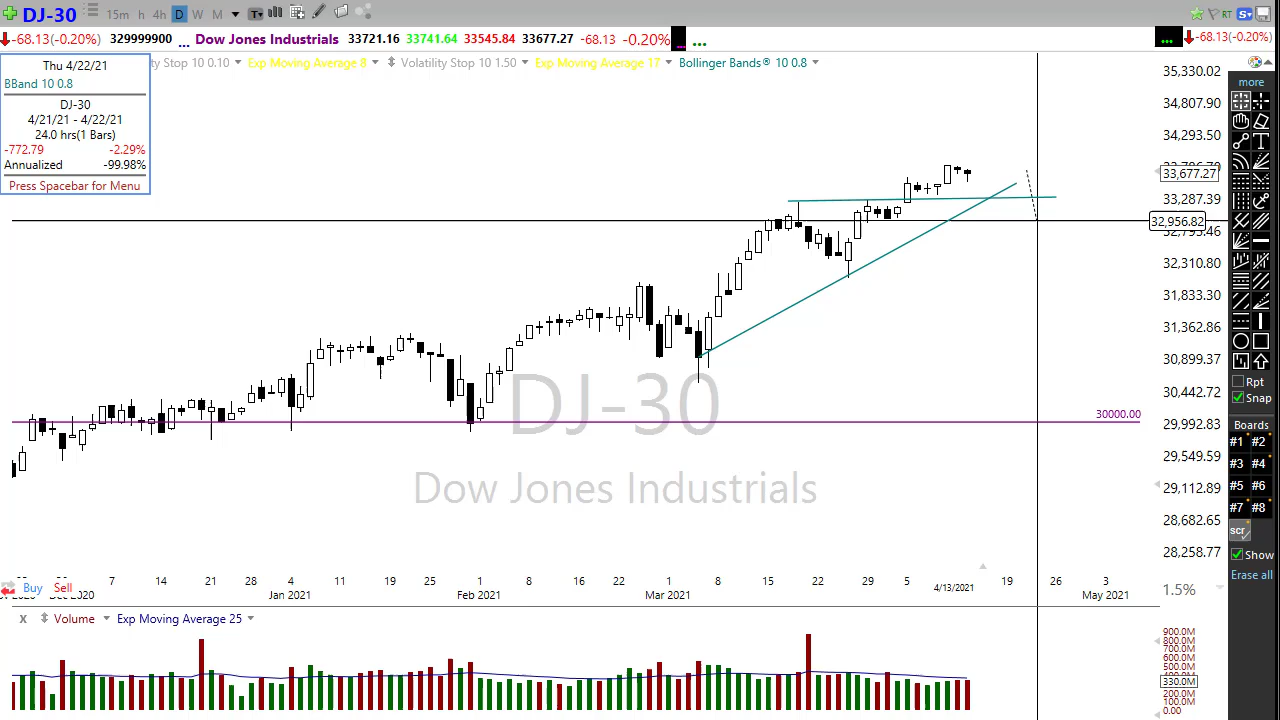 DJ-30 15m h 4h D W M T RT S
-68.13(-0.20%) 329999900 ... Dow Jones Industrials 33721.16 33741.64 33545.84 33677.27 -68.13 -0.20% ... ... ... -68.13(-0.20%)
ty Stop 10 0.10 Exp Moving Average 8 Volatility Stop 10 1.50 Exp Moving Average 17 Bollinger Bands® 10 0.8
Thu 4/22/21
BBand 10 0.8
DJ-30
4/21/21 - 4/22/21
24.0 hrs(1 Bars)
-772.79 -2.29%
Annualized -99.98%
Press Spacebar for Menu
35,330.02
34,807.90
34,293.50
33,677.27
33,287.39
32,956.82
32,310.80
31,833.30
31,362.86
30,899.37
30,442.72
30000.00
29,992.83
29,549.59
29,112.89
28,682.65
28,258.77
DJ-30
Dow Jones Industrials
more
Rpt
Snap
Boards
#1 #2
#3 #4
#5 #6
#7 #8
scr
Show
Erase all
Buy Sell
7 14 21 28 4 11 19 25 1 8 16 22 1 8 15 22 29 5 4/13/2021 19 26 3
2020 Jan 2021 Feb 2021 Mar 2021 May 2021
1.5%
X Volume Exp Moving Average 25
900.0M
800.0M
700.0M
600.0M
500.0M
330.0M
200.0M
100.0M
0.00